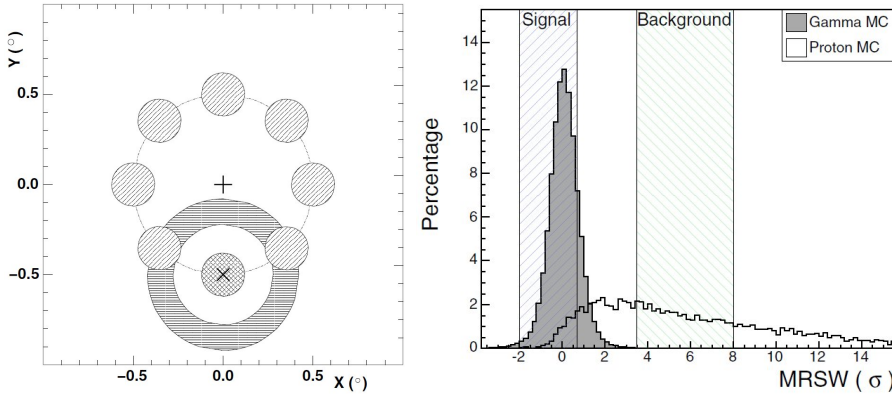 Y (°)
0.5
0.0
−0.5
−0.5
0.0
0.5
X (°)
Signal
Background
Gamma MC
Proton MC
Percentage
14
12
10
8
6
4
2
0
-2
0
2
4
6
8
10
12
14
MRSW ( σ )